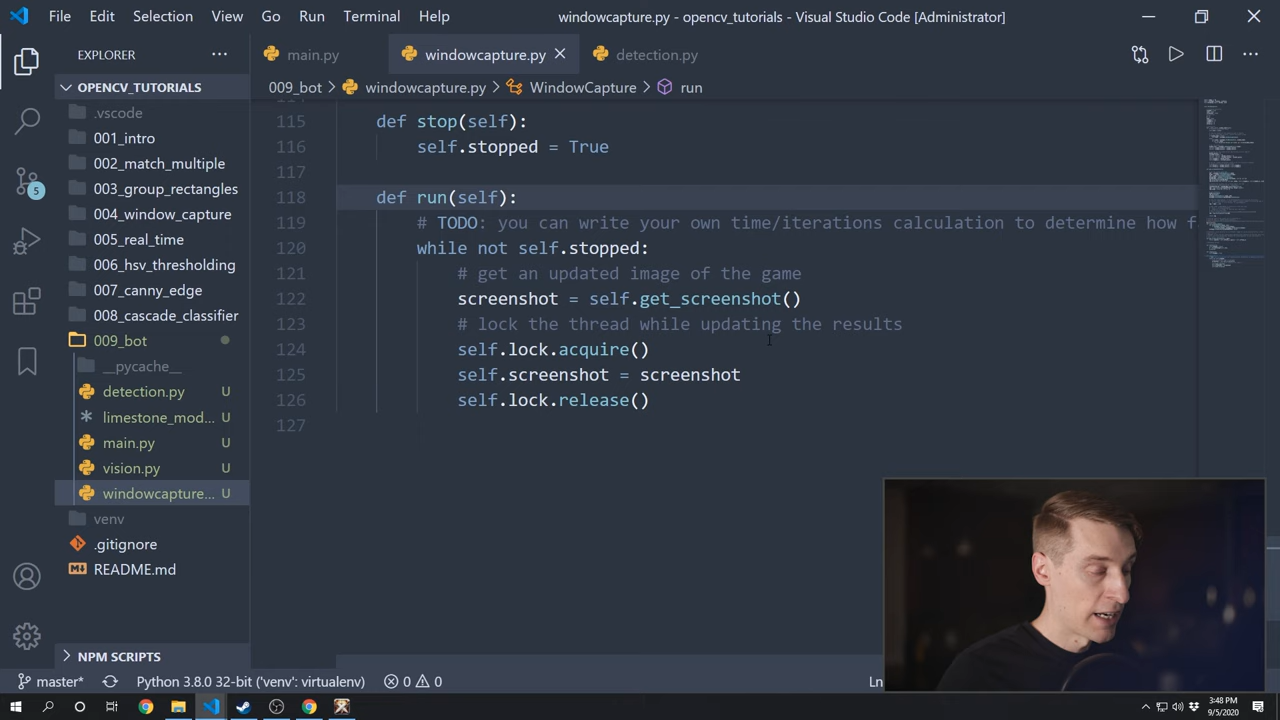 File Edit Selection View Go Run Terminal Help windowcapture.py - opencv_tutorials - Visual Studio Code [Administrator]
EXPLORER ···
main.py windowcapture.py detection.py
OPENCV_TUTORIALS
009_bot > windowcapture.py > WindowCapture > run
.vscode
001_intro
002_match_multiple
003_group_rectangles
004_window_capture
005_real_time
006_hsv_thresholding
007_canny_edge
008_cascade_classifier
009_bot
__pycache__
detection.py U
limestone_mod... U
main.py U
vision.py U
windowcapture... U
venv
.gitignore
README.md
NPM SCRIPTS
5
115 def stop(self):
116 self.stopped = True
117
118 def run(self):
119 # TODO: you can write your own time/iterations calculation to determine how f
120 while not self.stopped:
121 # get an updated image of the game
122 screenshot = self.get_screenshot()
123 # lock the thread while updating the results
124 self.lock.acquire()
125 self.screenshot = screenshot
126 self.lock.release()
127
master* Python 3.8.0 32-bit ('venv': virtualenv) 0 0 Ln
3:48 PM
9/5/2020